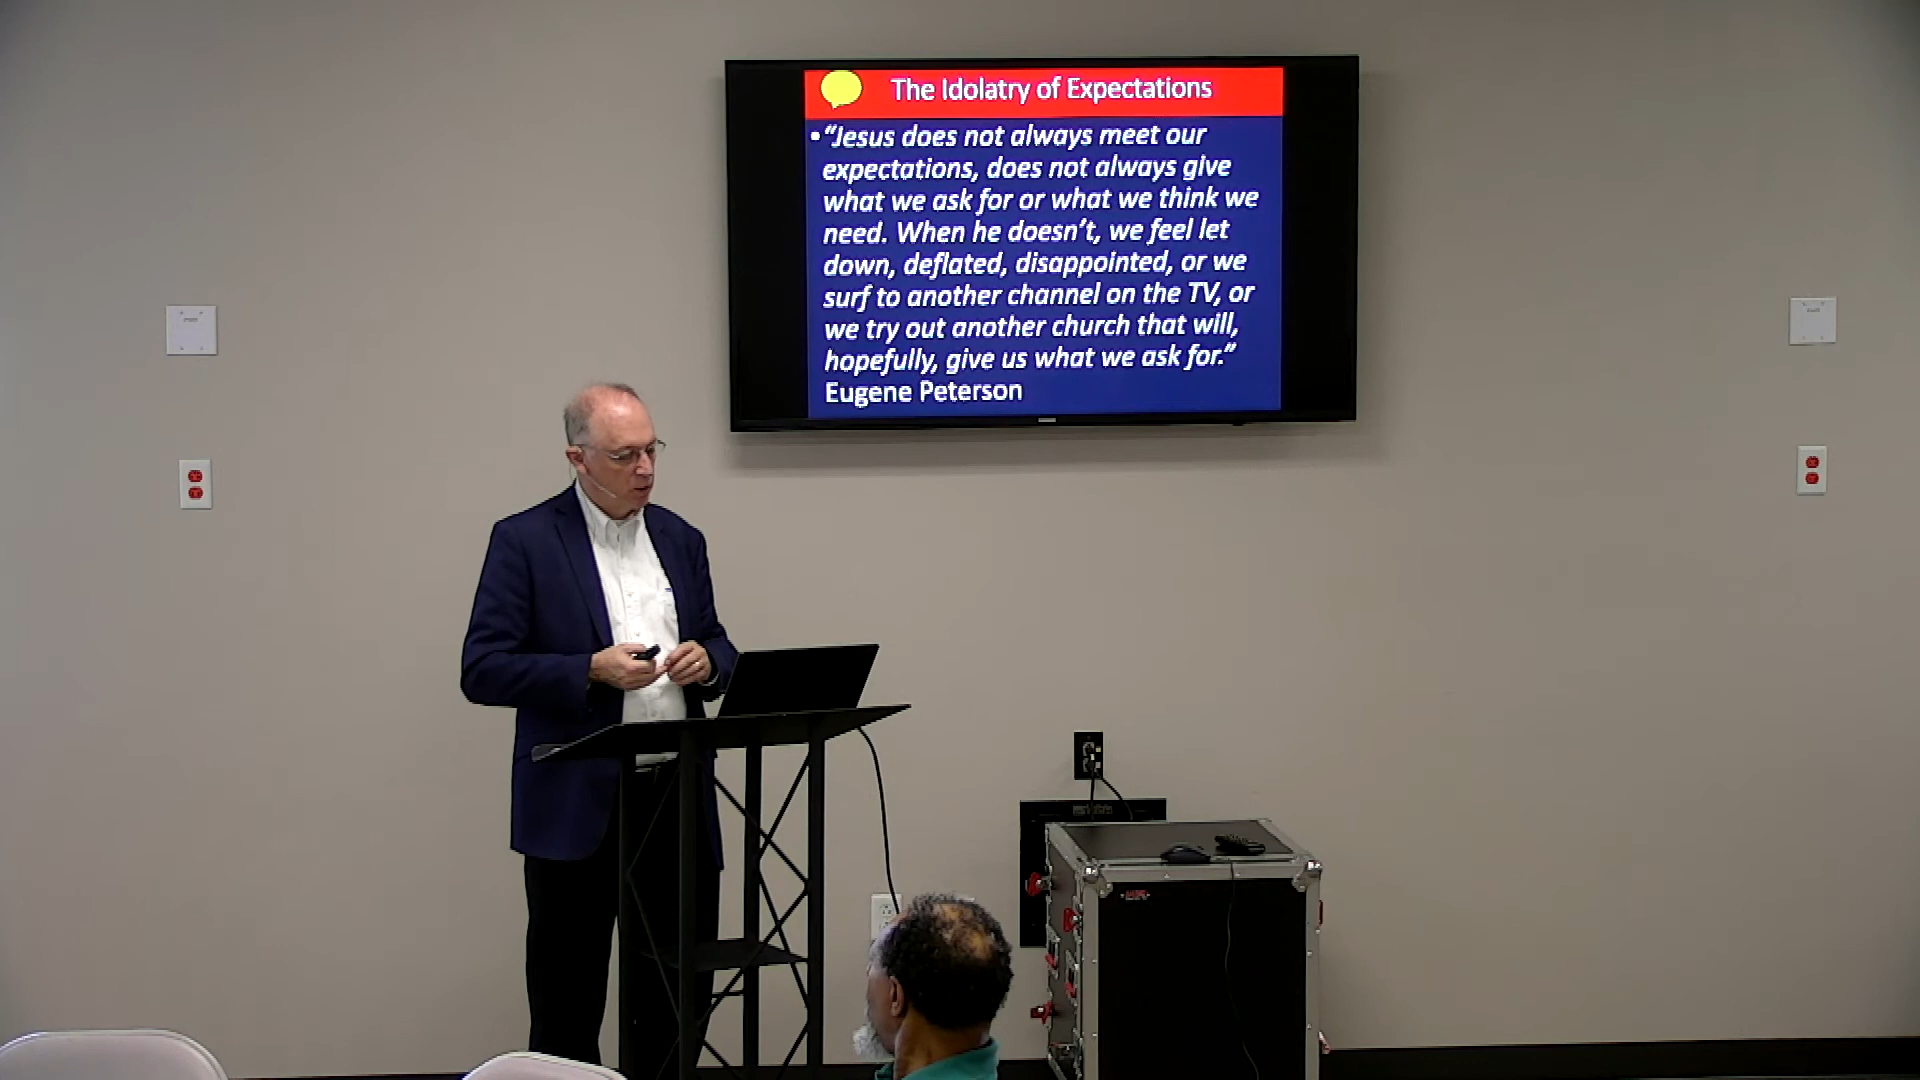 The Idolatry of Expectations
•“Jesus does not always meet our
expectations, does not always give
what we ask for or what we think we
need. When he doesn’t, we feel let
down, deflated, disappointed, or we
surf to another channel on the TV, or
we try out another church that will,
hopefully, give us what we ask for.”
Eugene Peterson